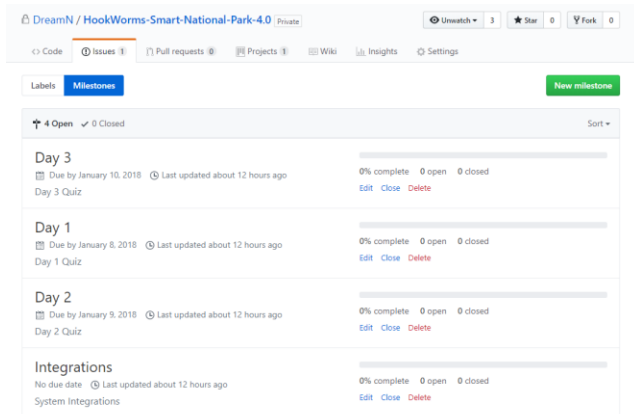 DreamN / HookWorms-Smart-National-Park-4.0 Private Unwatch 3 Star 0 Fork 0
Code Issues 1 Pull requests 0 Projects 1 Wiki Insights Settings
Labels Milestones New milestone
4 Open 0 Closed Sort
Day 3
Due by January 10, 2018 Last updated about 12 hours ago
Day 3 Quiz
0% complete 0 open 0 closed
Edit Close Delete
Day 1
Due by January 8, 2018 Last updated about 12 hours ago
Day 1 Quiz
0% complete 0 open 0 closed
Edit Close Delete
Day 2
Due by January 9, 2018 Last updated about 12 hours ago
Day 2 Quiz
0% complete 0 open 0 closed
Edit Close Delete
Integrations
No due date Last updated about 12 hours ago
System Integrations
0% complete 0 open 0 closed
Edit Close Delete